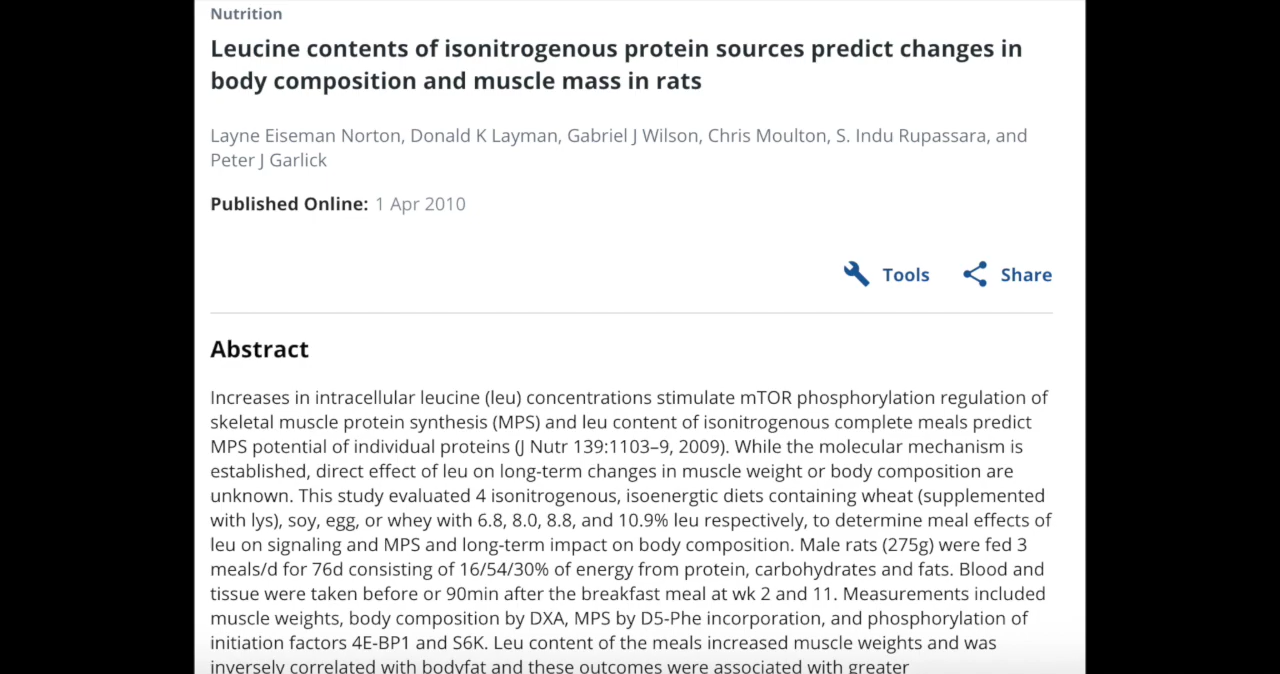 Nutrition
Leucine contents of isonitrogenous protein sources predict changes in
body composition and muscle mass in rats
Layne Eiseman Norton, Donald K Layman, Gabriel J Wilson, Chris Moulton, S. Indu Rupassara, and
Peter J Garlick
Published Online: 1 Apr 2010
Tools Share
Abstract
Increases in intracellular leucine (leu) concentrations stimulate mTOR phosphorylation regulation of
skeletal muscle protein synthesis (MPS) and leu content of isonitrogenous complete meals predict
MPS potential of individual proteins (J Nutr 139:1103–9, 2009). While the molecular mechanism is
established, direct effect of leu on long-term changes in muscle weight or body composition are
unknown. This study evaluated 4 isonitrogenous, isoenergtic diets containing wheat (supplemented
with lys), soy, egg, or whey with 6.8, 8.0, 8.8, and 10.9% leu respectively, to determine meal effects of
leu on signaling and MPS and long-term impact on body composition. Male rats (275g) were fed 3
meals/d for 76d consisting of 16/54/30% of energy from protein, carbohydrates and fats. Blood and
tissue were taken before or 90min after the breakfast meal at wk 2 and 11. Measurements included
muscle weights, body composition by DXA, MPS by D5-Phe incorporation, and phosphorylation of
initiation factors 4E-BP1 and S6K. Leu content of the meals increased muscle weights and was
inversely correlated with bodyfat and these outcomes were associated with greater